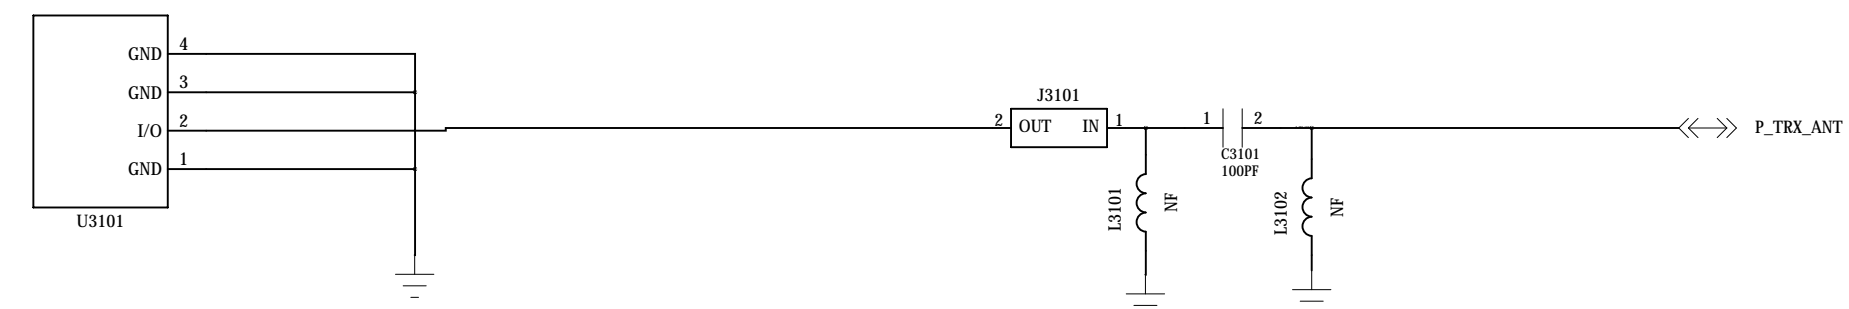 GND 4
GND 3
I/O 2
GND 1
U3101
J3101
2 OUT IN 1
1 2
C3101
100PF
L3101
NF
L3102
NF
P_TRX_ANT